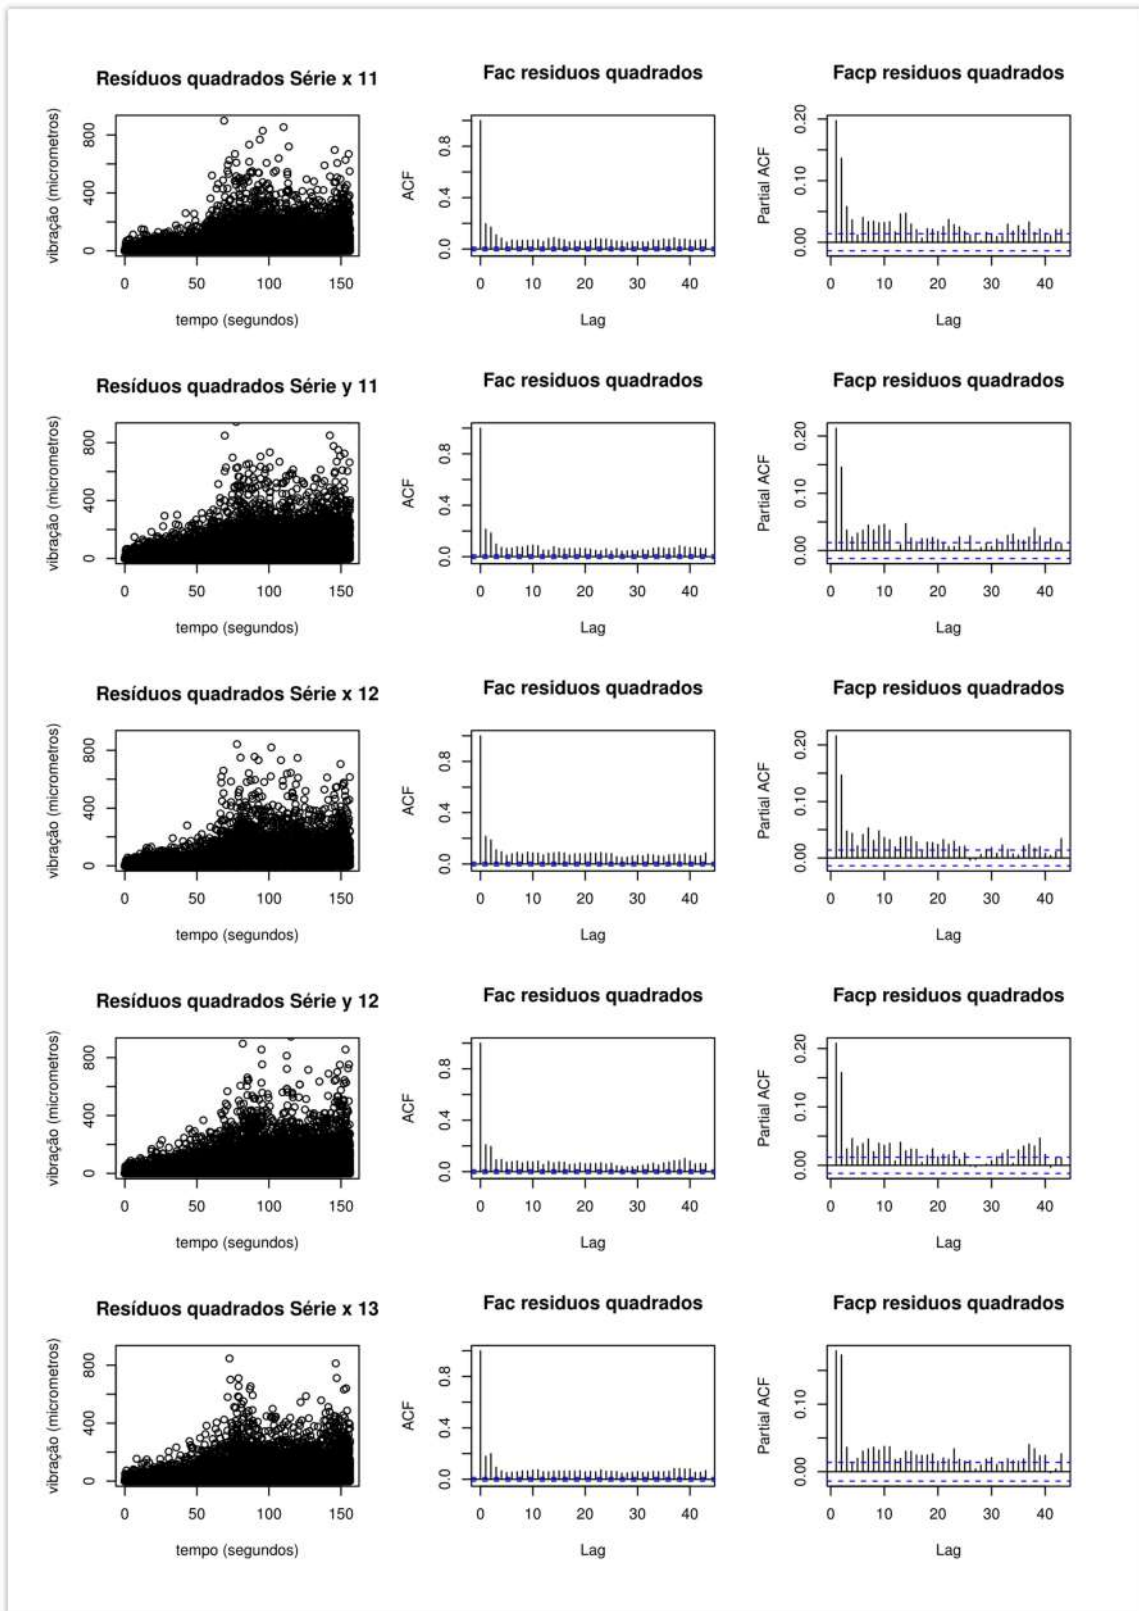 Resíduos quadrados Série x 11
Fac residuos quadrados
Facp residuos quadrados
vibração (micrometros)
0 400 800
0 50 100 150
tempo (segundos)
ACF
0.0 0.4 0.8
0 10 20 30 40
Lag
Partial ACF
0.00 0.10 0.20
0 10 20 30 40
Lag
Resíduos quadrados Série y 11
Fac residuos quadrados
Facp residuos quadrados
vibração (micrometros)
0 400 800
0 50 100 150
tempo (segundos)
ACF
0.0 0.4 0.8
0 10 20 30 40
Lag
Partial ACF
0.00 0.10 0.20
0 10 20 30 40
Lag
Resíduos quadrados Série x 12
Fac residuos quadrados
Facp residuos quadrados
vibração (micrometros)
0 400 800
0 50 100 150
tempo (segundos)
ACF
0.0 0.4 0.8
0 10 20 30 40
Lag
Partial ACF
0.00 0.10 0.20
0 10 20 30 40
Lag
Resíduos quadrados Série y 12
Fac residuos quadrados
Facp residuos quadrados
vibração (micrometros)
0 400 800
0 50 100 150
tempo (segundos)
ACF
0.0 0.4 0.8
0 10 20 30 40
Lag
Partial ACF
0.00 0.10 0.20
0 10 20 30 40
Lag
Resíduos quadrados Série x 13
Fac residuos quadrados
Facp residuos quadrados
vibração (micrometros)
0 400 800
0 50 100 150
tempo (segundos)
ACF
0.0 0.4 0.8
0 10 20 30 40
Lag
Partial ACF
0.00 0.10
0 10 20 30 40
Lag